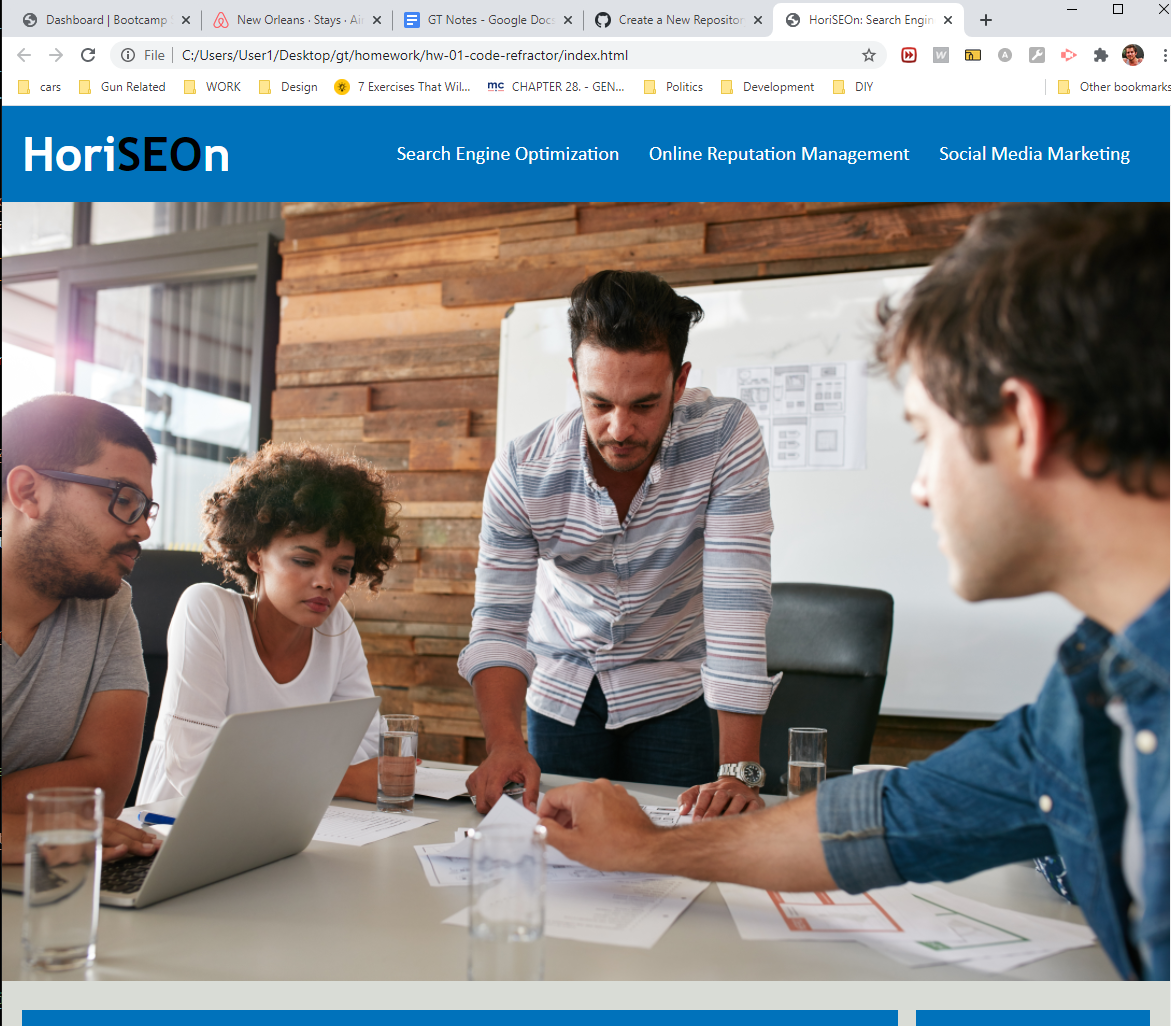 Dashboard | Bootcamp
New Orleans · Stays · Ai
GT Notes - Google Docs
Create a New Repositor
HoriSEOn: Search Engin
File
C:/Users/User1/Desktop/gt/homework/hw-01-code-refractor/index.html
cars
Gun Related
WORK
Design
7 Exercises That Wil...
mc
CHAPTER 28. - GEN...
Politics
Development
DIY
Other bookmarks
HoriSEOn
Search Engine Optimization
Online Reputation Management
Social Media Marketing